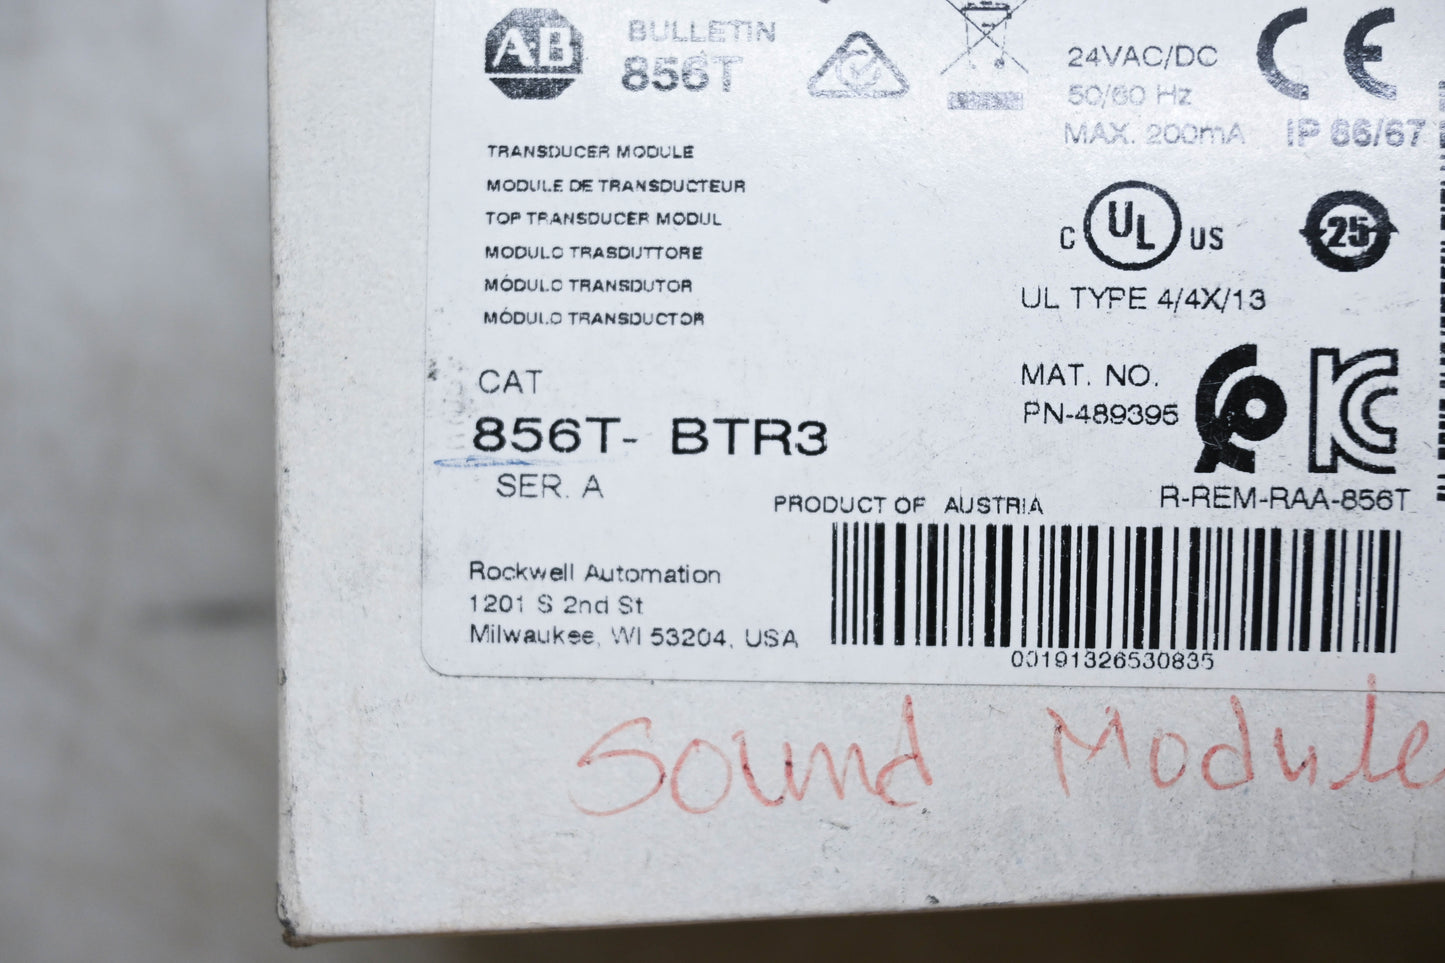 AB
BULLETIN
856T
24VAC/DC
50/60 Hz
MAX. 200mA
IP 66/67
TRANSDUCER MODULE
MODULE DE TRANSDUCTEUR
TOP TRANSDUCER MODUL
MODULO TRASDUTTORE
MÓDULO TRANSDUTOR
MÓDULO TRANSDUCTOR
C UL US
25
UL TYPE 4/4X/13
CAT
856T- BTR3
SER. A
MAT. NO.
PN-489395
R-REM-RAA-856T
PRODUCT OF AUSTRIA
Rockwell Automation
1201 S 2nd St
Milwaukee, WI 53204, USA
00191326530835
Sound Module